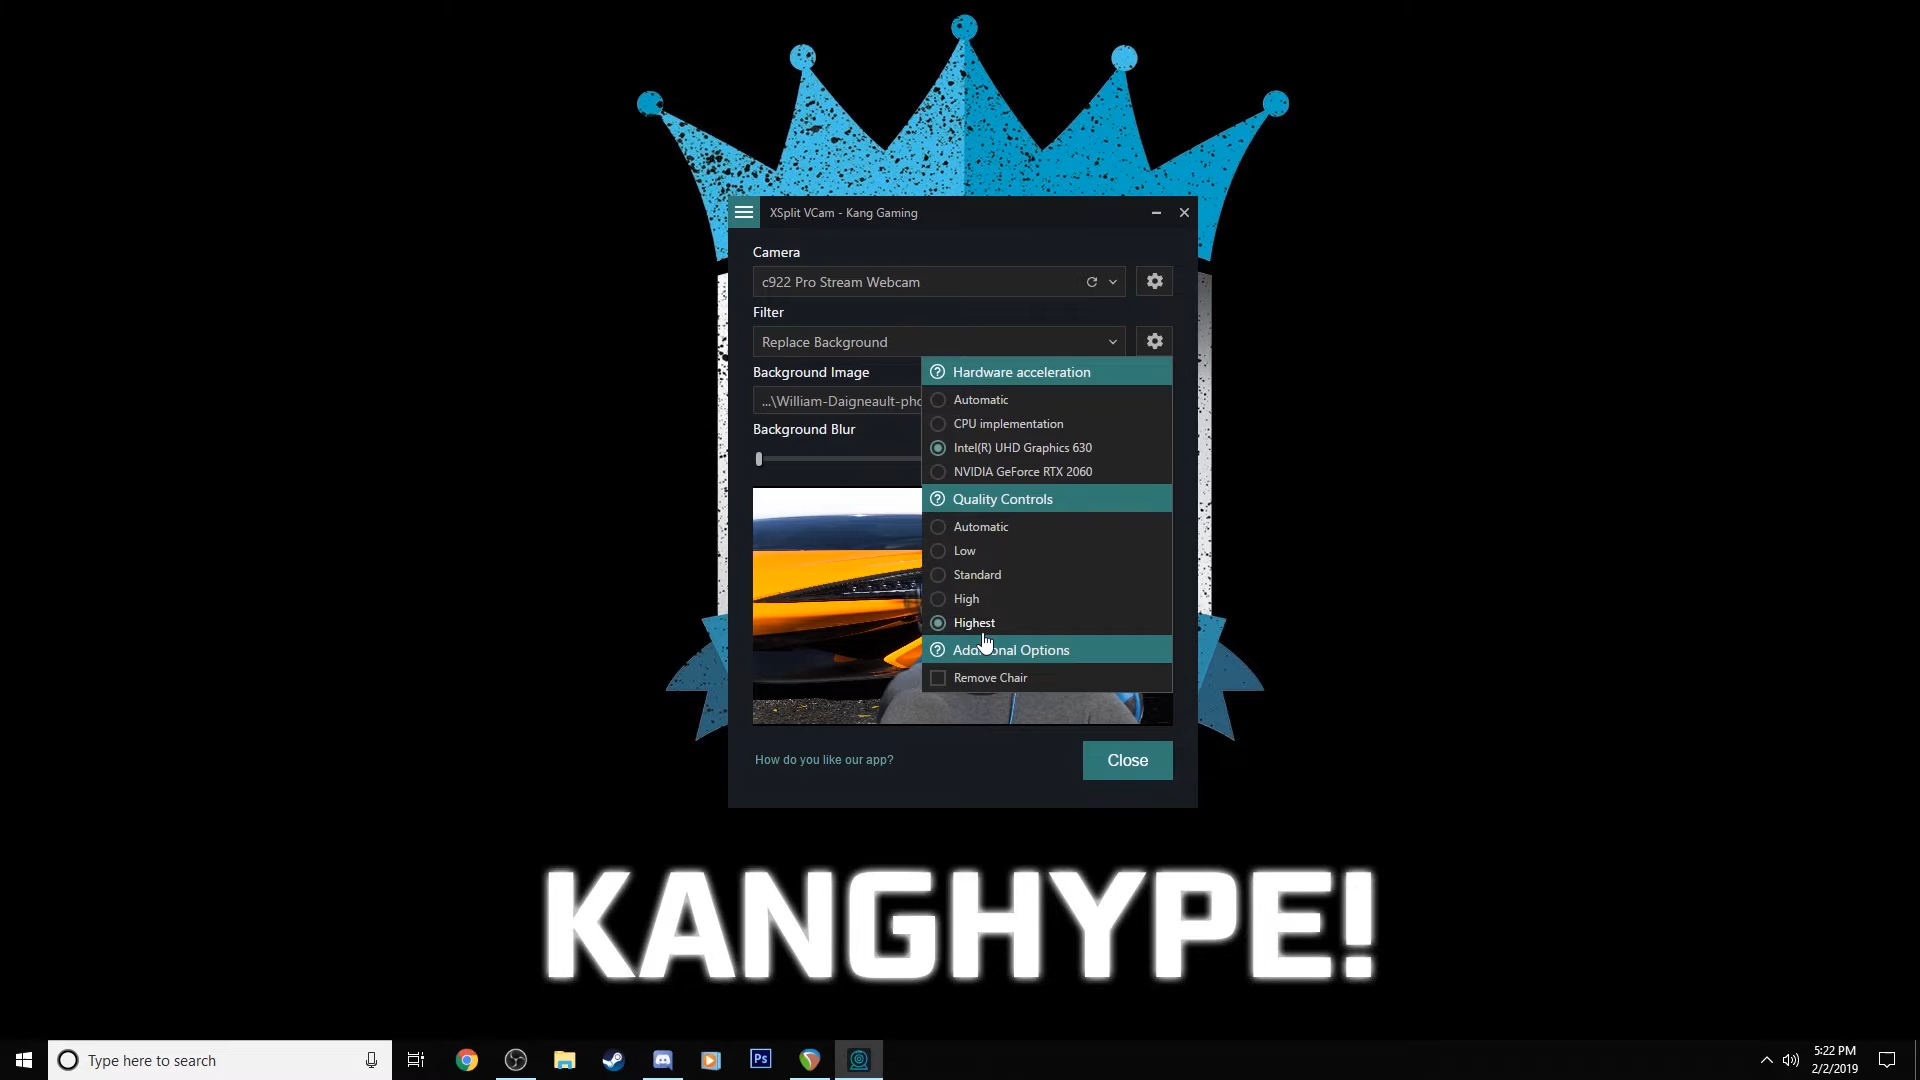 XSplit VCam - Kang Gaming
Camera
c922 Pro Stream Webcam
Filter
Replace Background
Background Image
...\William-Daigneault-pho
Background Blur
Hardware acceleration
Automatic
CPU implementation
Intel(R) UHD Graphics 630
NVIDIA GeForce RTX 2060
Quality Controls
Automatic
Low
Standard
High
Highest
Additional Options
Remove Chair
How do you like our app?
Close
KANGHYPE!
Type here to search
Ps
5:22 PM
2/2/2019